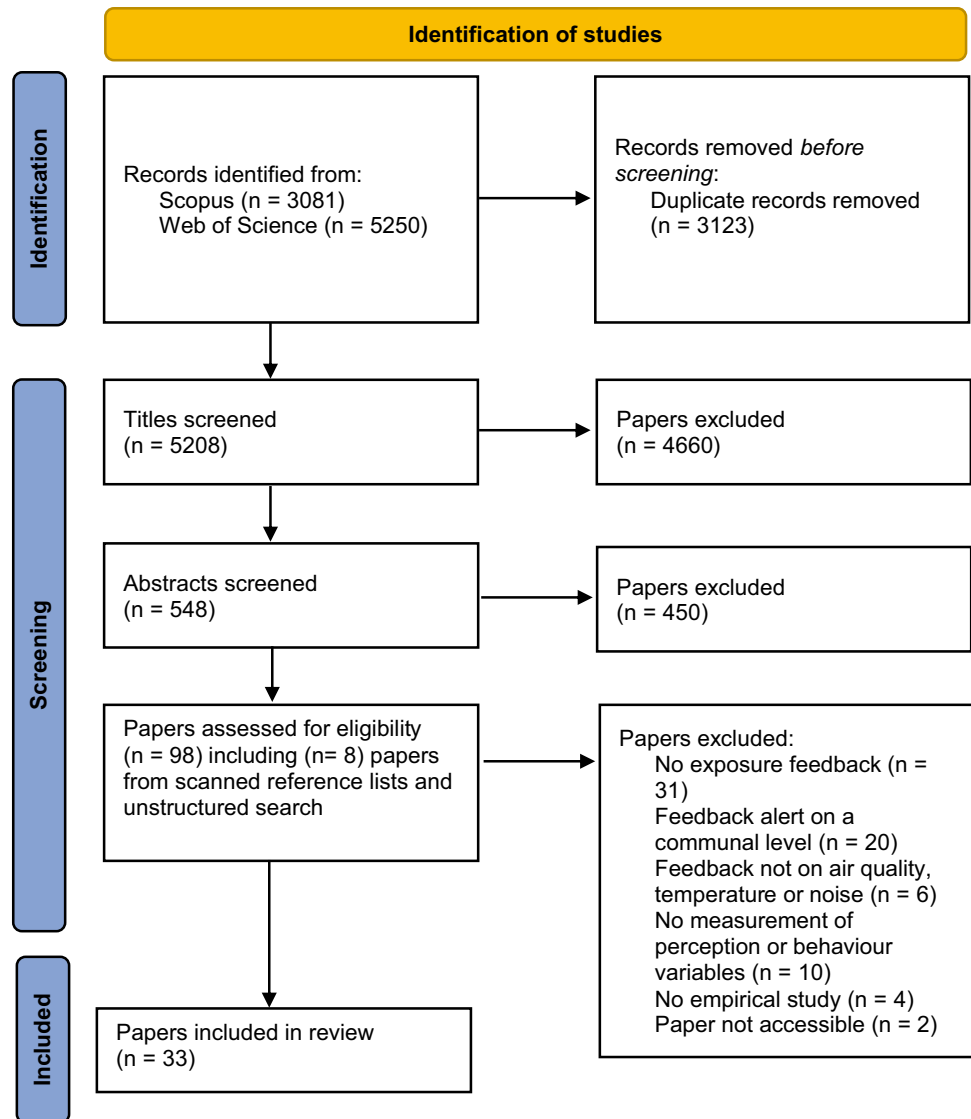 Identification of studies
Identification
Records identified from:
Scopus (n = 3081)
Web of Science (n = 5250)
Records removed before
screening:
Duplicate records removed
(n = 3123)
Screening
Titles screened
(n = 5208)
Papers excluded
(n = 4660)
Abstracts screened
(n = 548)
Papers excluded
(n = 450)
Papers assessed for eligibility
(n = 98) including (n= 8) papers
from scanned reference lists and
unstructured search
Papers excluded:
No exposure feedback (n =
31)
Feedback alert on a
communal level (n = 20)
Feedback not on air quality,
temperature or noise (n = 6)
No measurement of
perception or behaviour
variables (n = 10)
No empirical study (n = 4)
Paper not accessible (n = 2)
Included
Papers included in review
(n = 33)